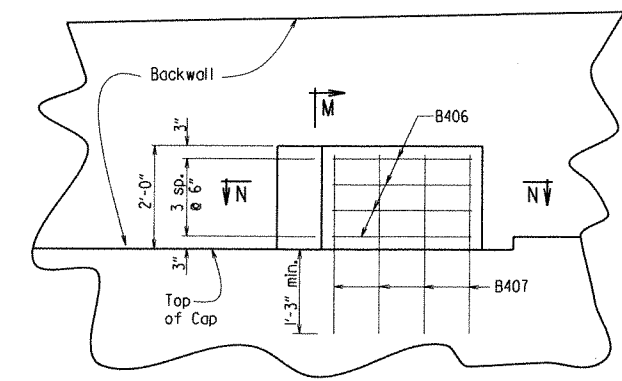 Backwall
M
B406
3"
2'-0"
3 sp.
@ 6"
N
N
3"
1'-3" min.
B407
Top
of Cap